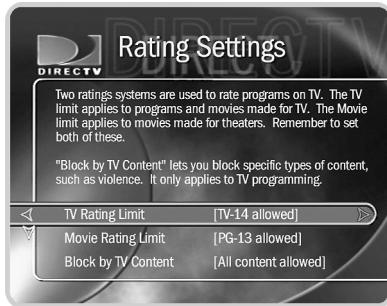 DIRECTV
Rating Settings
DIRECTV
Two ratings systems are used to rate programs on TV. The TV
limit applies to programs and movies made for TV. The Movie
limit applies to movies made for theaters. Remember to set
both of these.
"Block by TV Content" lets you block specific types of content,
such as violence. It only applies to TV programming.
TV Rating Limit [TV-14 allowed]
Movie Rating Limit [PG-13 allowed]
Block by TV Content [All content allowed]